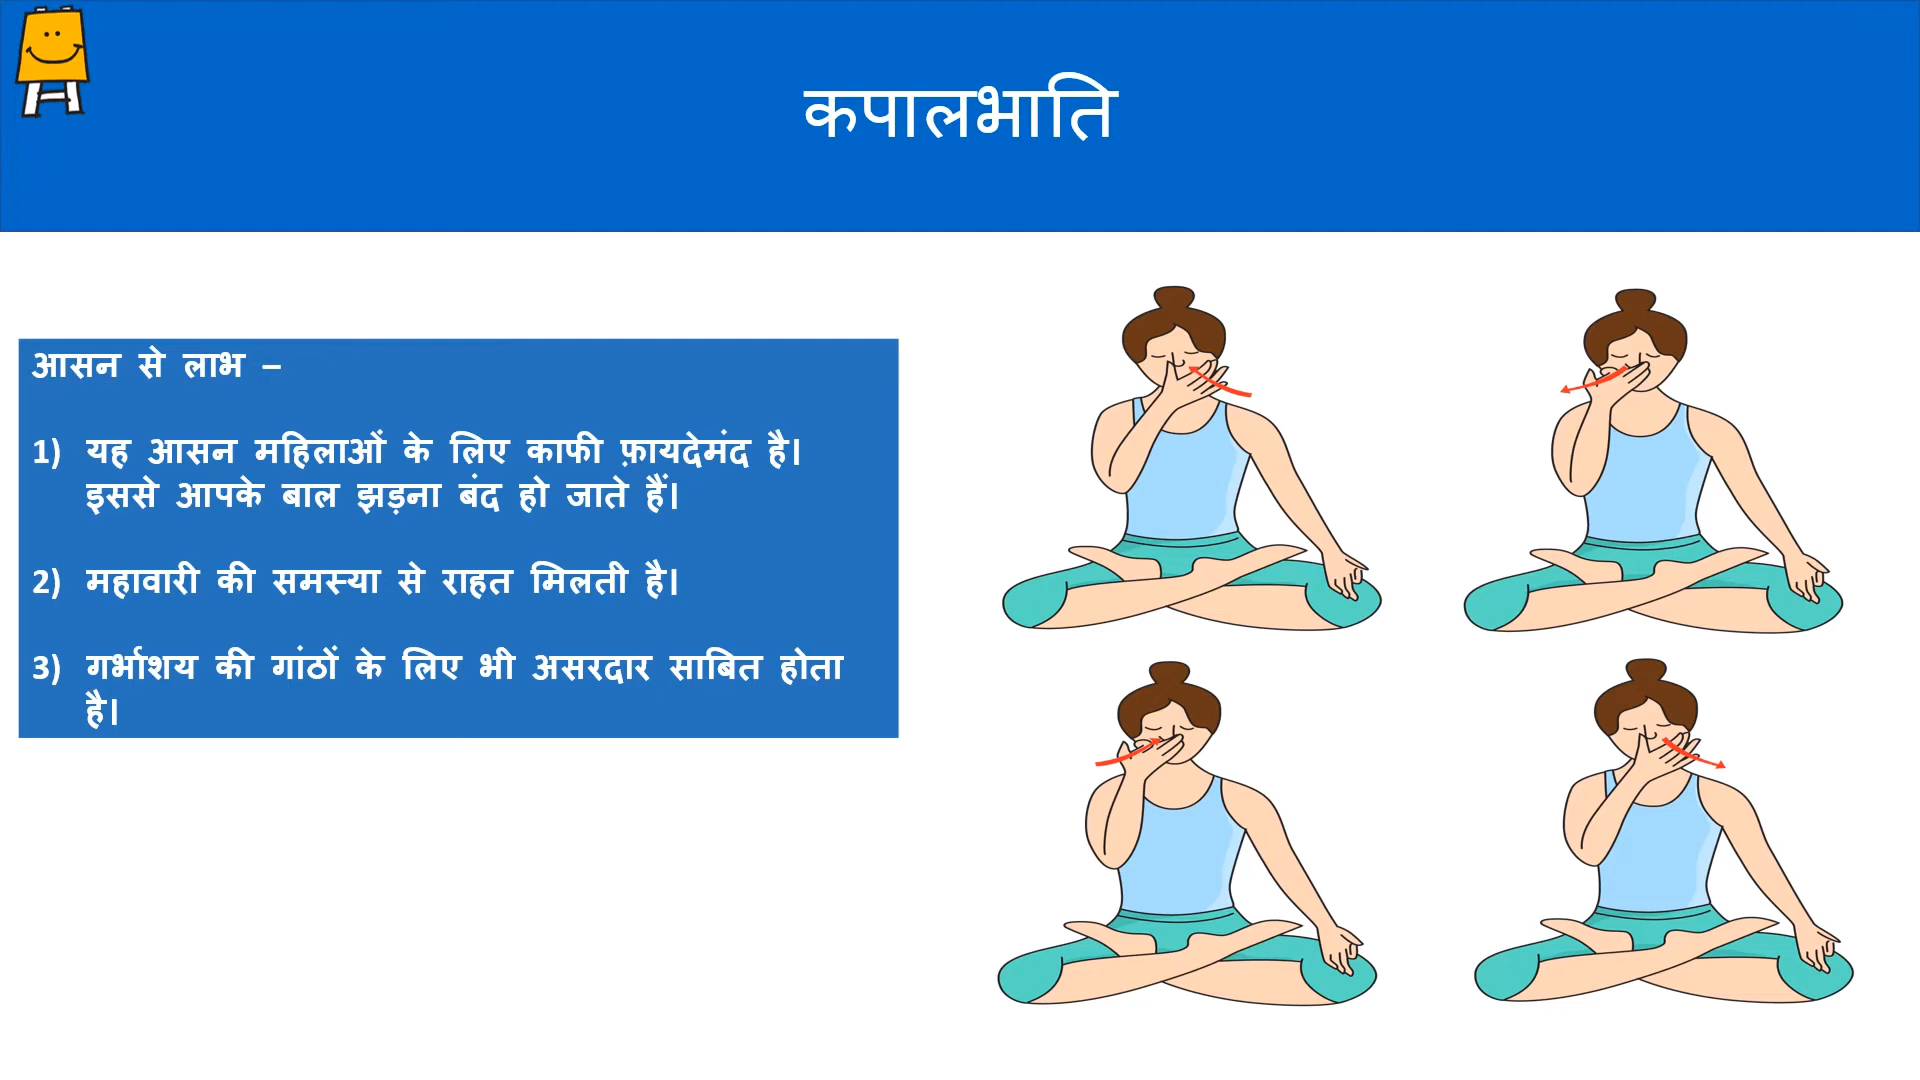 कपालभाति
आसन से लाभ –
1) यह आसन महिलाओं के लिए काफी फ़ायदेमंद है।
इससे आपके बाल झड़ना बंद हो जाते हैं।
2) महावारी की समस्या से राहत मिलती है।
3) गर्भाशय की गांठों के लिए भी असरदार साबित होता
है।